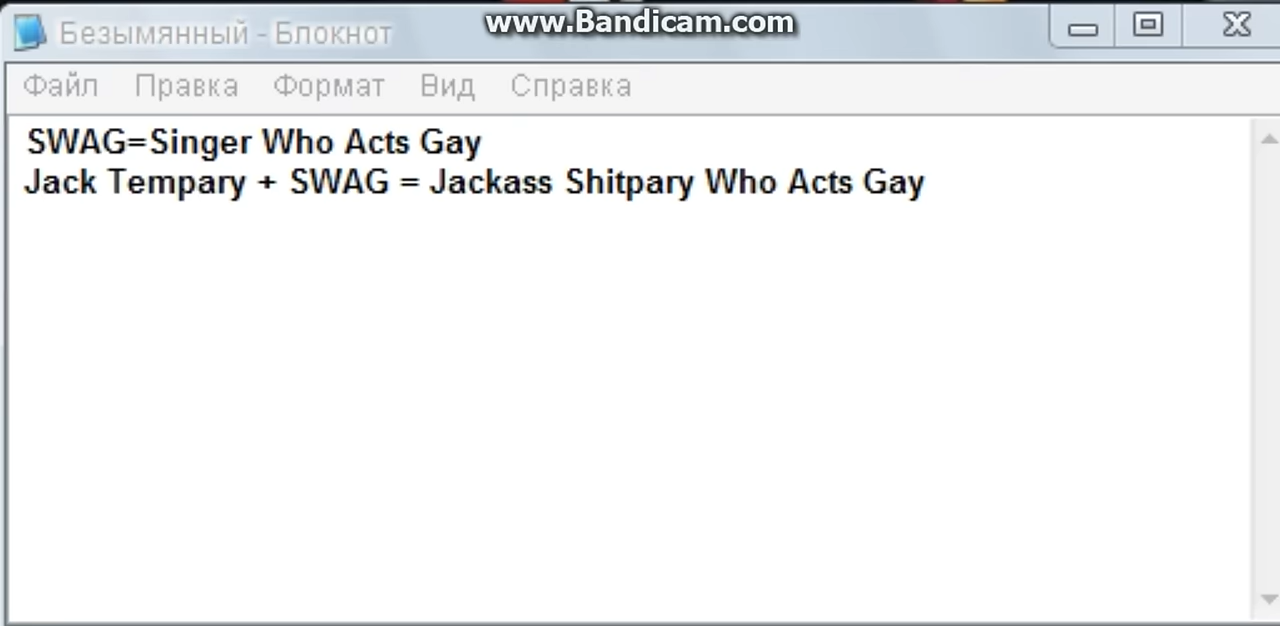 www.Bandicam.com
Безымянный - Блокнот
Файл Правка Формат Вид Справка
SWAG=Singer Who Acts Gay
Jack Tempary + SWAG = Jackass Shitpary Who Acts Gay